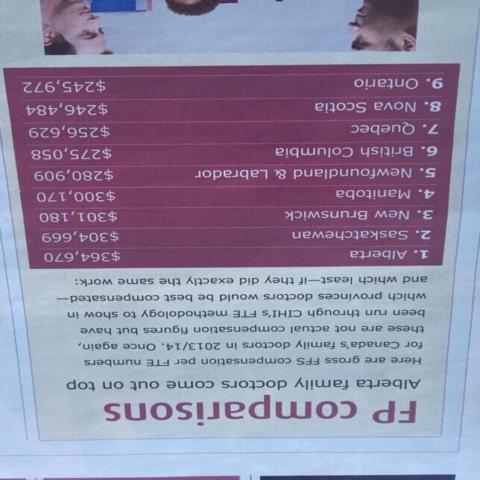 FP comparisons
Alberta family doctors come out on top
Here are gross FFS compensation per FTE numbers
for Canada's family doctors in 2013/14. Once again,
these are not actual compensation figures but have
been run through CIHI's FTE methodology to show in
which provinces doctors would be best compensated—
and which least—if they did exactly the same work:
1. Alberta $364,670
2. Saskatchewan $304,669
3. New Brunswick $301,180
4. Manitoba $300,170
5. Newfoundland & Labrador $280,909
6. British Columbia $275,058
7. Quebec $256,629
8. Nova Scotia $246,484
9. Ontario $245,972